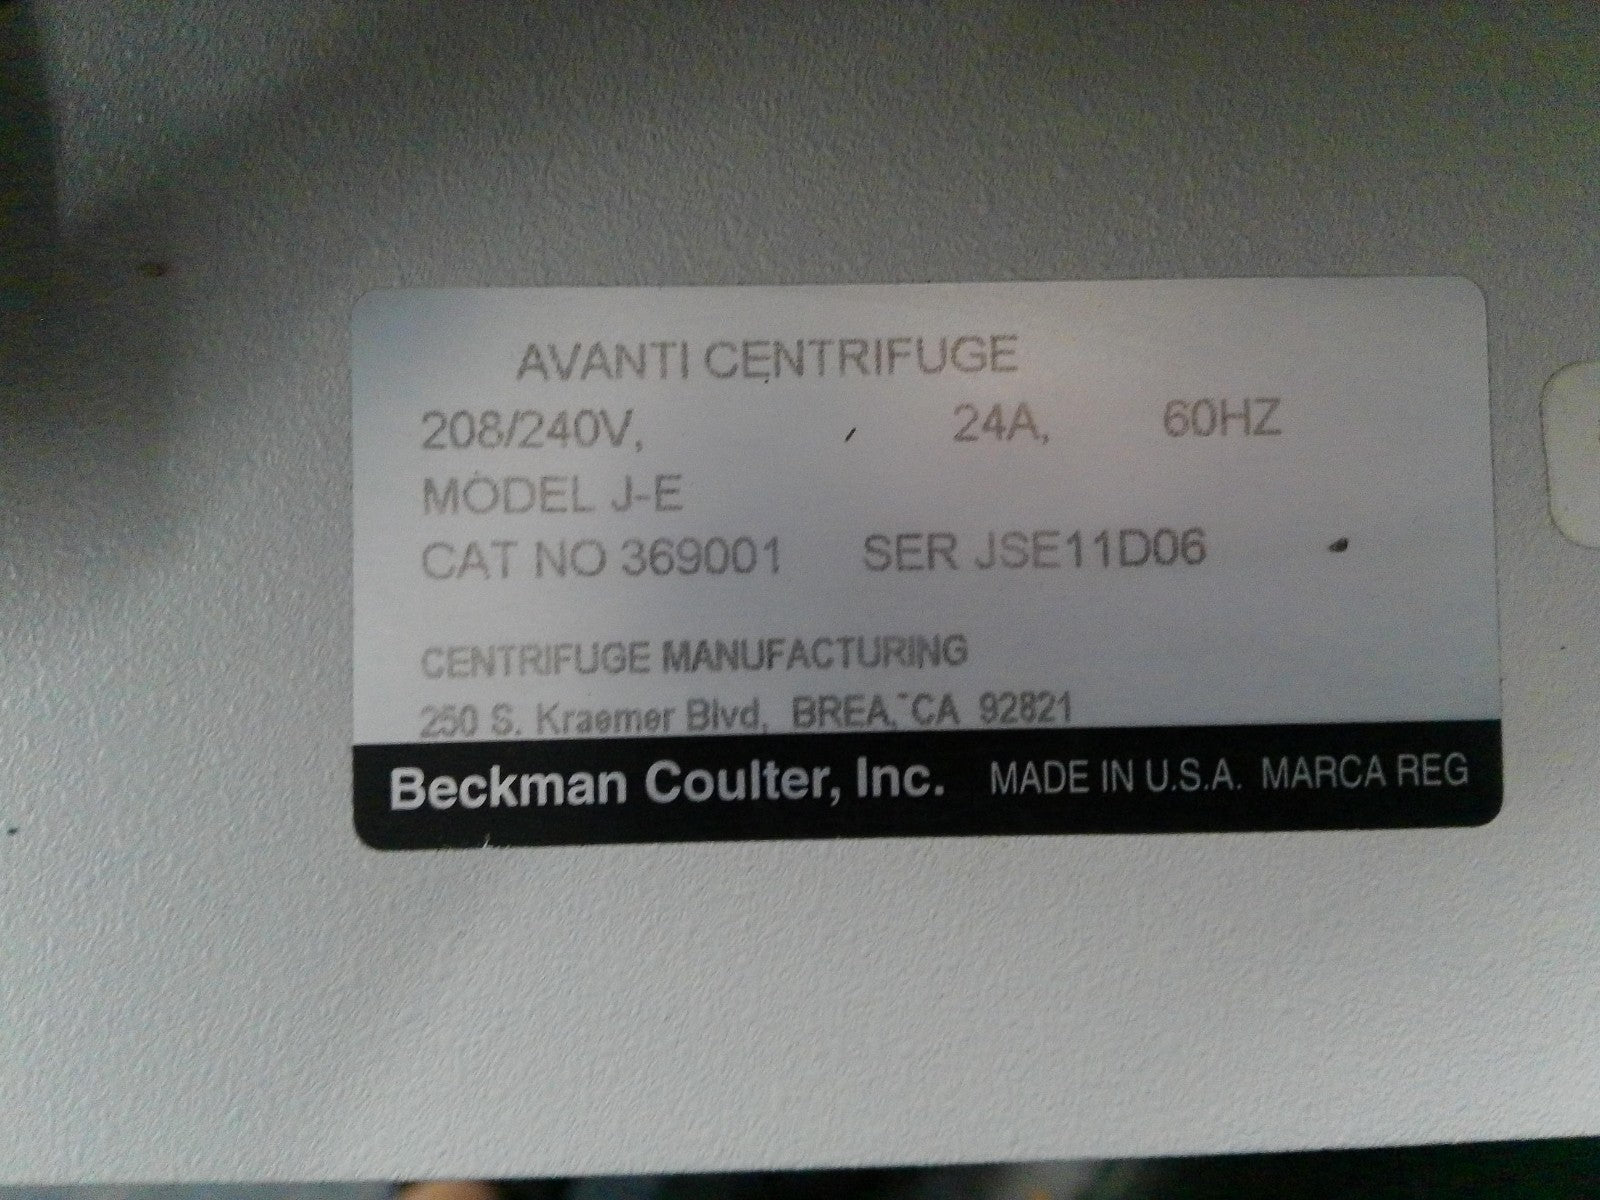 AVANTI CENTRIFUGE
208/240V, 24A, 60HZ
MODEL J-E
CAT NO 369001 SER JSE11D06
CENTRIFUGE MANUFACTURING
250 S. Kraemer Blvd, BREA, CA 92821
Beckman Coulter, Inc. MADE IN U.S.A. MARCA REG